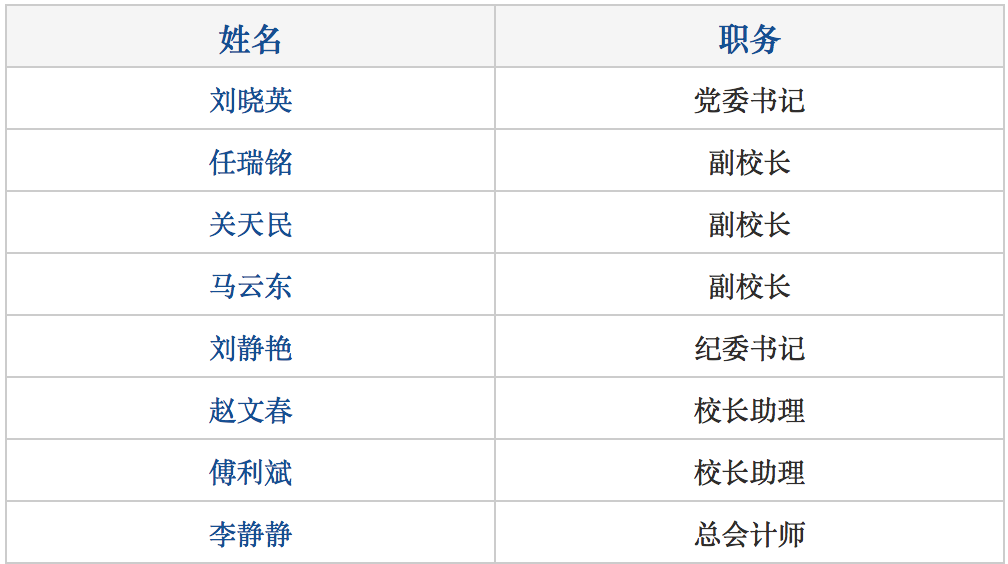 姓名 职务
刘晓英 党委书记
任瑞铭 副校长
关天民 副校长
马云东 副校长
刘静艳 纪委书记
赵文春 校长助理
傅利斌 校长助理
李静静 总会计师